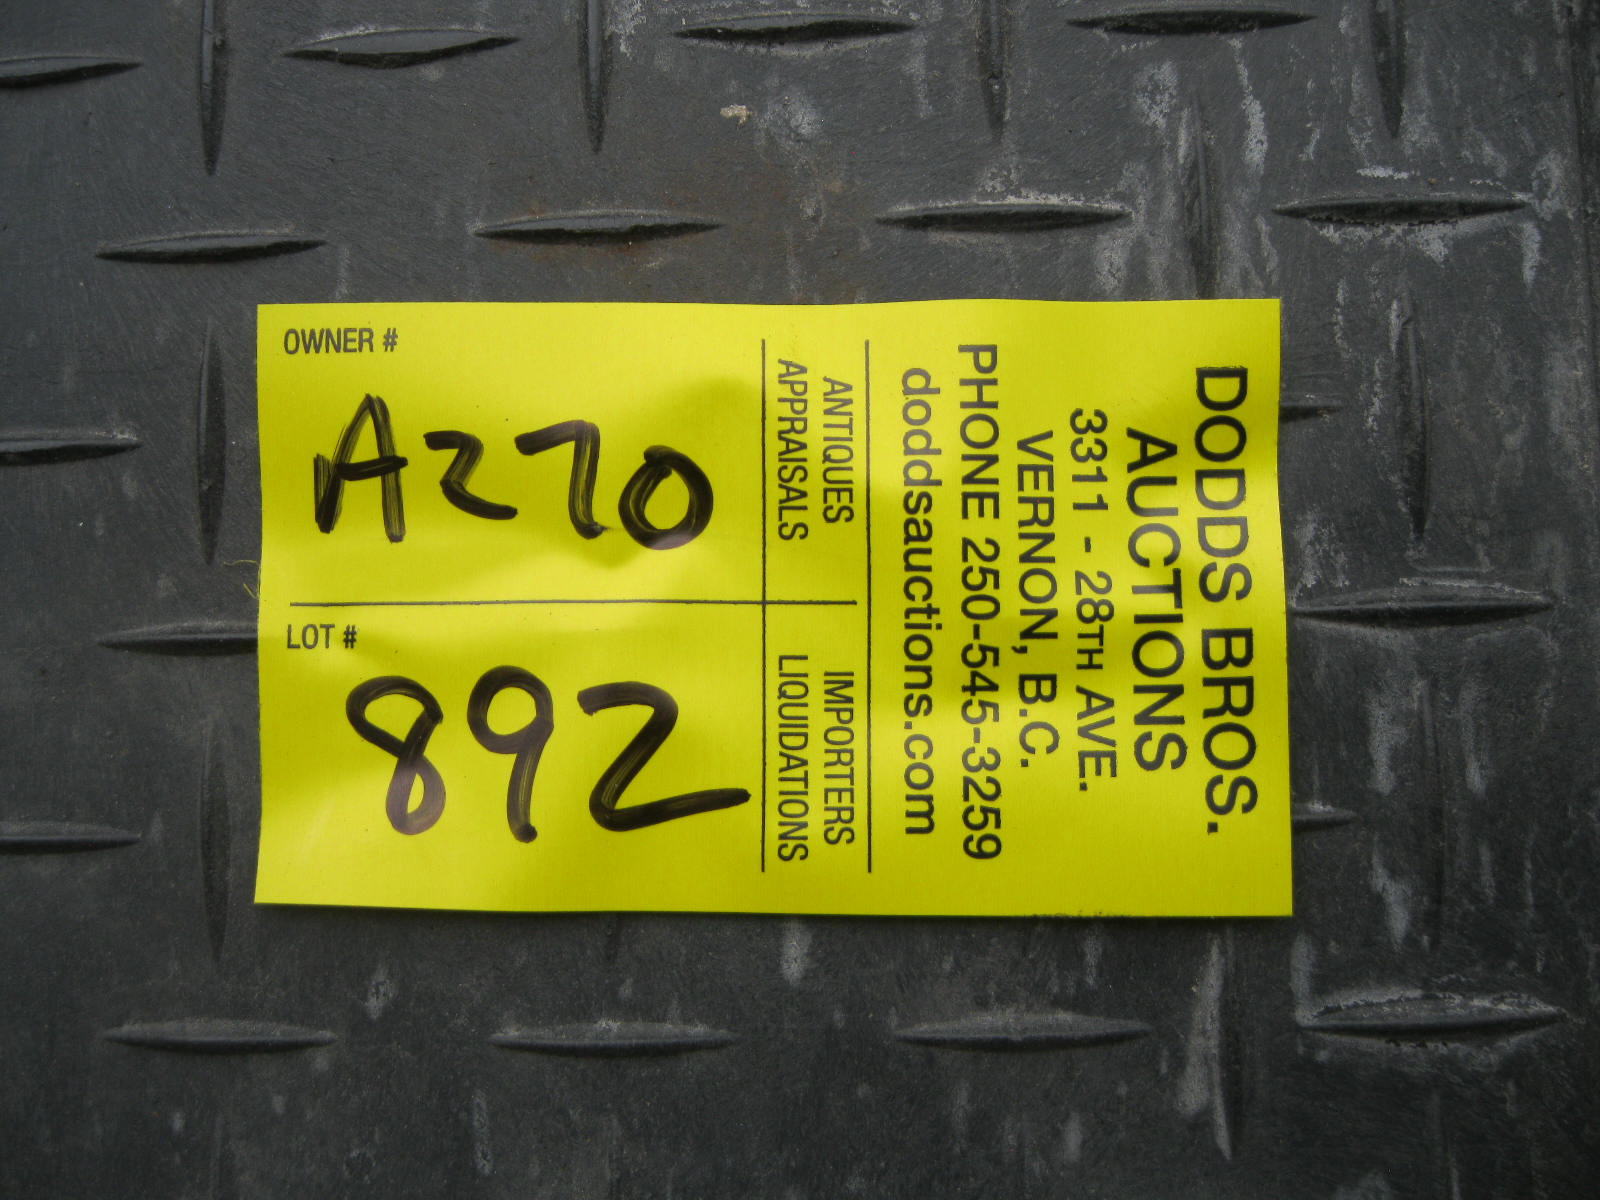 DODDS BROS.
AUCTIONS
3311 - 28TH AVE.
VERNON, B.C.
PHONE 250-545-3259
doddsauctions.com
ANTIQUES
APPRAISALS
IMPORTERS
LIQUIDATIONS
OWNER #
A270
LOT #
892